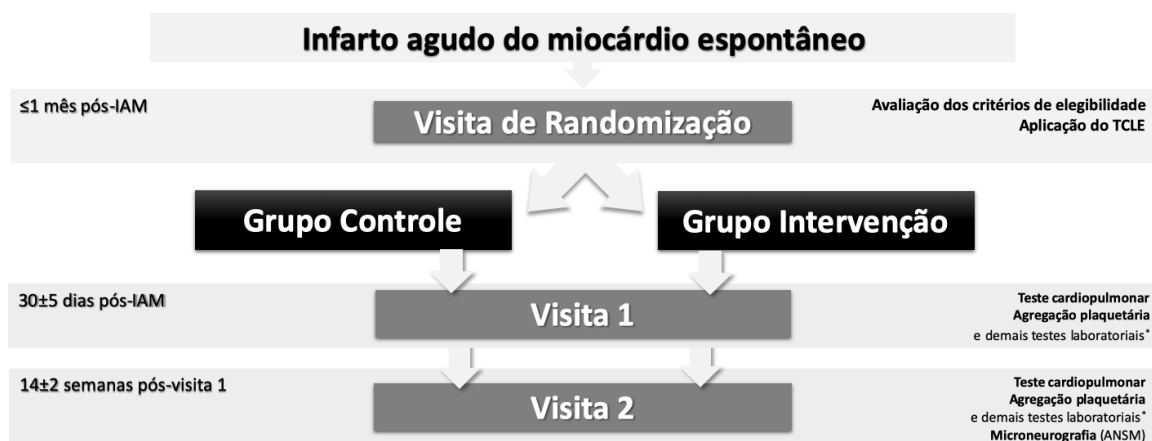 Infarto agudo do miocárdio espontâneo
≤1 mês pós-IAM
Visita de Randomização
Avaliação dos critérios de elegibilidade
Aplicação do TCLE
Grupo Controle
Grupo Intervenção
30±5 dias pós-IAM
Visita 1
Teste cardiopulmonar
Agregação plaquetária
e demais testes laboratoriais*
14±2 semanas pós-visita 1
Visita 2
Teste cardiopulmonar
Agregação plaquetária
e demais testes laboratoriais*
Microneurografia (ANSM)